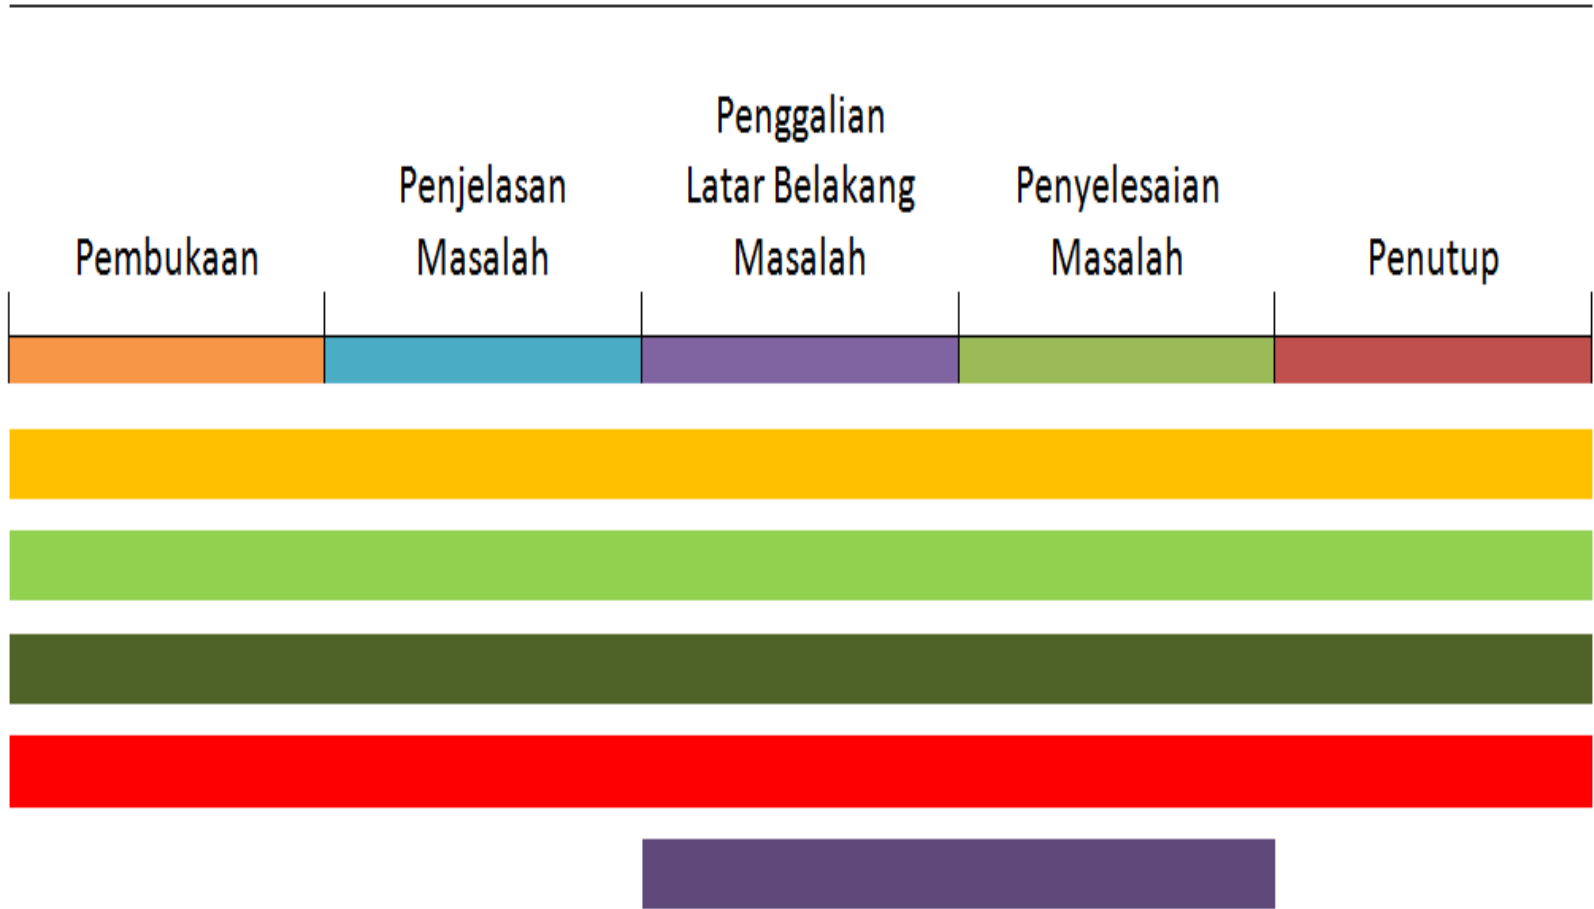 Pembukaan
Penjelasan
Masalah
Penggalian
Latar Belakang
Masalah
Penyelesaian
Masalah
Penutup